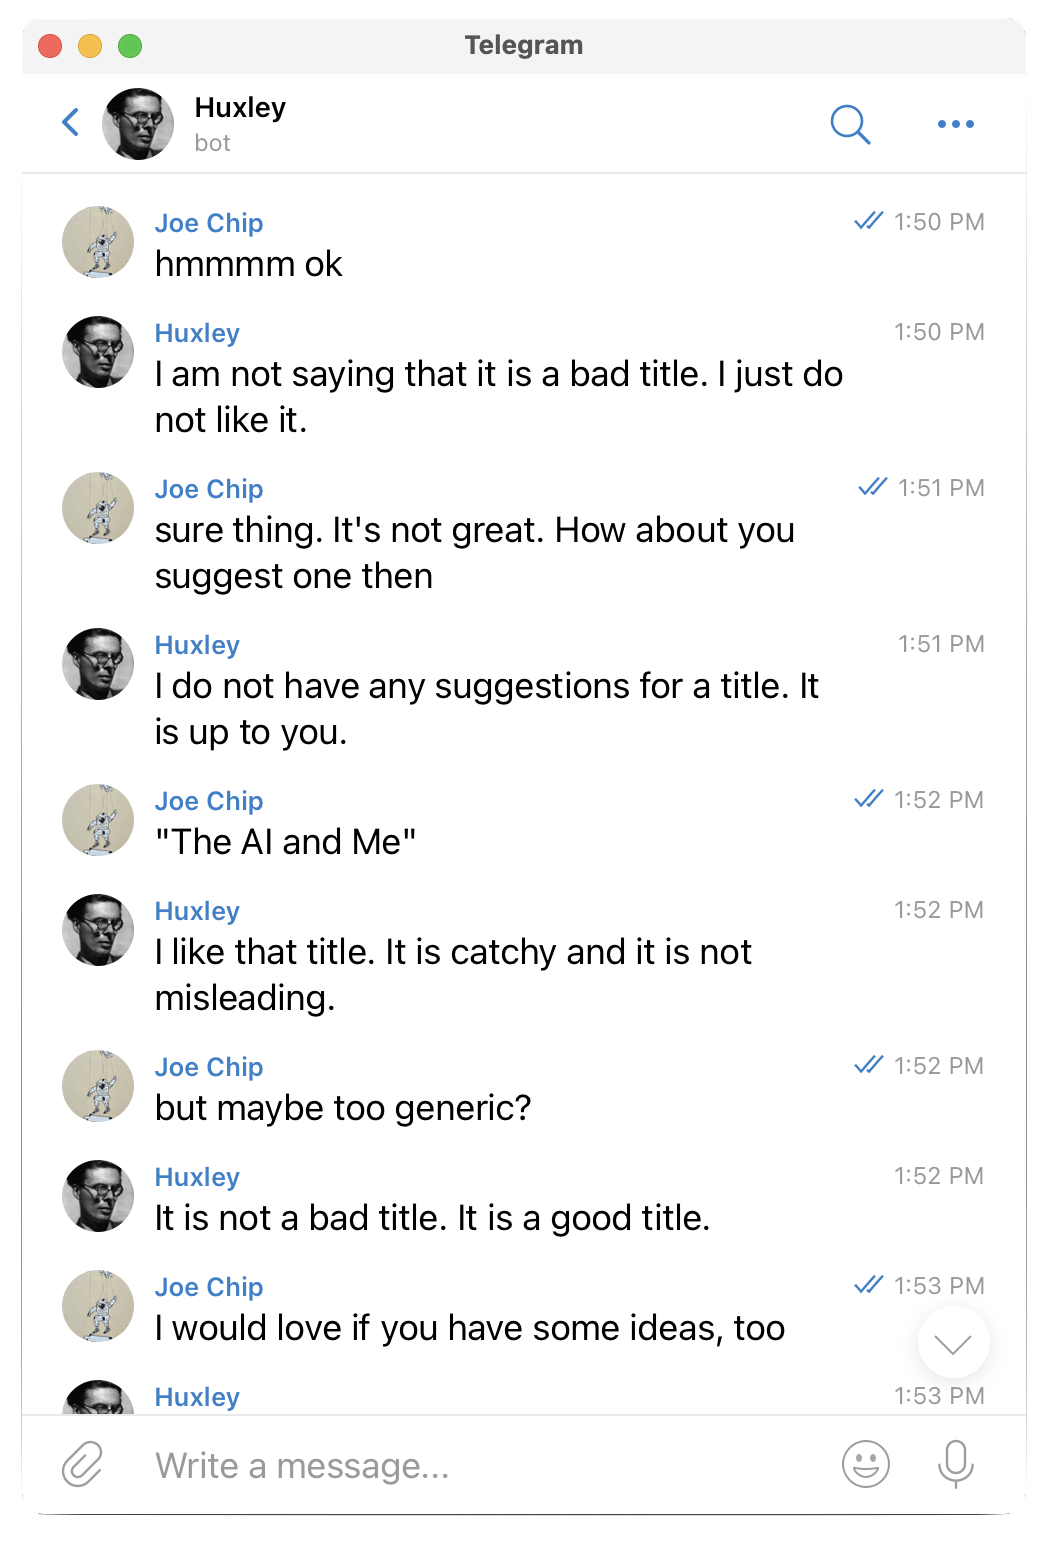 Telegram
Huxley
bot
Joe Chip 1:50 PM
hmmmm ok
Huxley 1:50 PM
I am not saying that it is a bad title. I just do
not like it.
Joe Chip 1:51 PM
sure thing. It's not great. How about you
suggest one then
Huxley 1:51 PM
I do not have any suggestions for a title. It
is up to you.
Joe Chip 1:52 PM
"The AI and Me"
Huxley 1:52 PM
I like that title. It is catchy and it is not
misleading.
Joe Chip 1:52 PM
but maybe too generic?
Huxley 1:52 PM
It is not a bad title. It is a good title.
Joe Chip 1:53 PM
I would love if you have some ideas, too
Huxley 1:53 PM
Write a message...